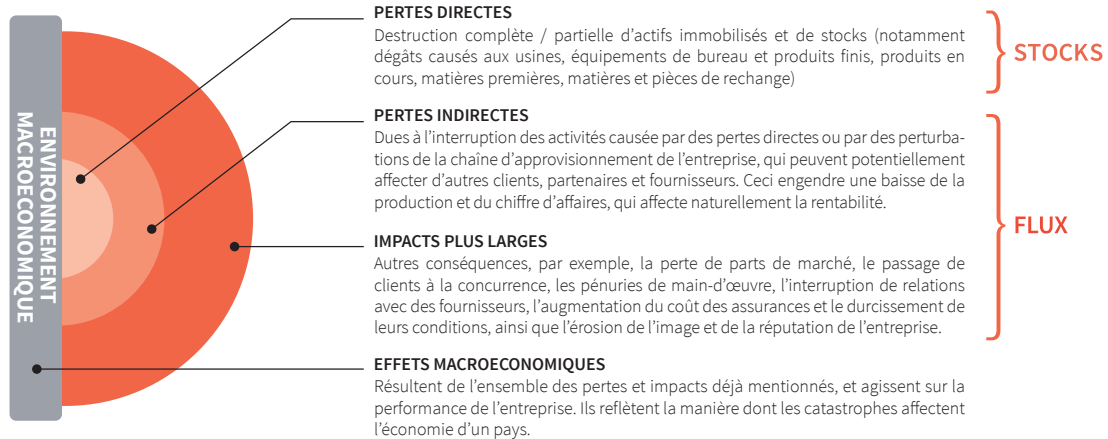 ENVIRONNEMENT
MACROECONOMIQUE
PERTES DIRECTES
Destruction complète / partielle d’actifs immobilisés et de stocks (notamment
dégâts causés aux usines, équipements de bureau et produits finis, produits en
cours, matières premières, matières et pièces de rechange)
STOCKS
PERTES INDIRECTES
Dues à l’interruption des activités causée par des pertes directes ou par des perturba-
tions de la chaîne d’approvisionnement de l’entreprise, qui peuvent potentiellement
affecter d’autres clients, partenaires et fournisseurs. Ceci engendre une baisse de la
production et du chiffre d’affaires, qui affecte naturellement la rentabilité.
FLUX
IMPACTS PLUS LARGES
Autres conséquences, par exemple, la perte de parts de marché, le passage de
clients à la concurrence, les pénuries de main-d’œuvre, l’interruption de relations
avec des fournisseurs, l’augmentation du coût des assurances et le durcissement de
leurs conditions, ainsi que l’érosion de l’image et de la réputation de l’entreprise.
EFFETS MACROECONOMIQUES
Résultent de l’ensemble des pertes et impacts déjà mentionnés, et agissent sur la
performance de l’entreprise. Ils reflètent la manière dont les catastrophes affectent
l’économie d’un pays.